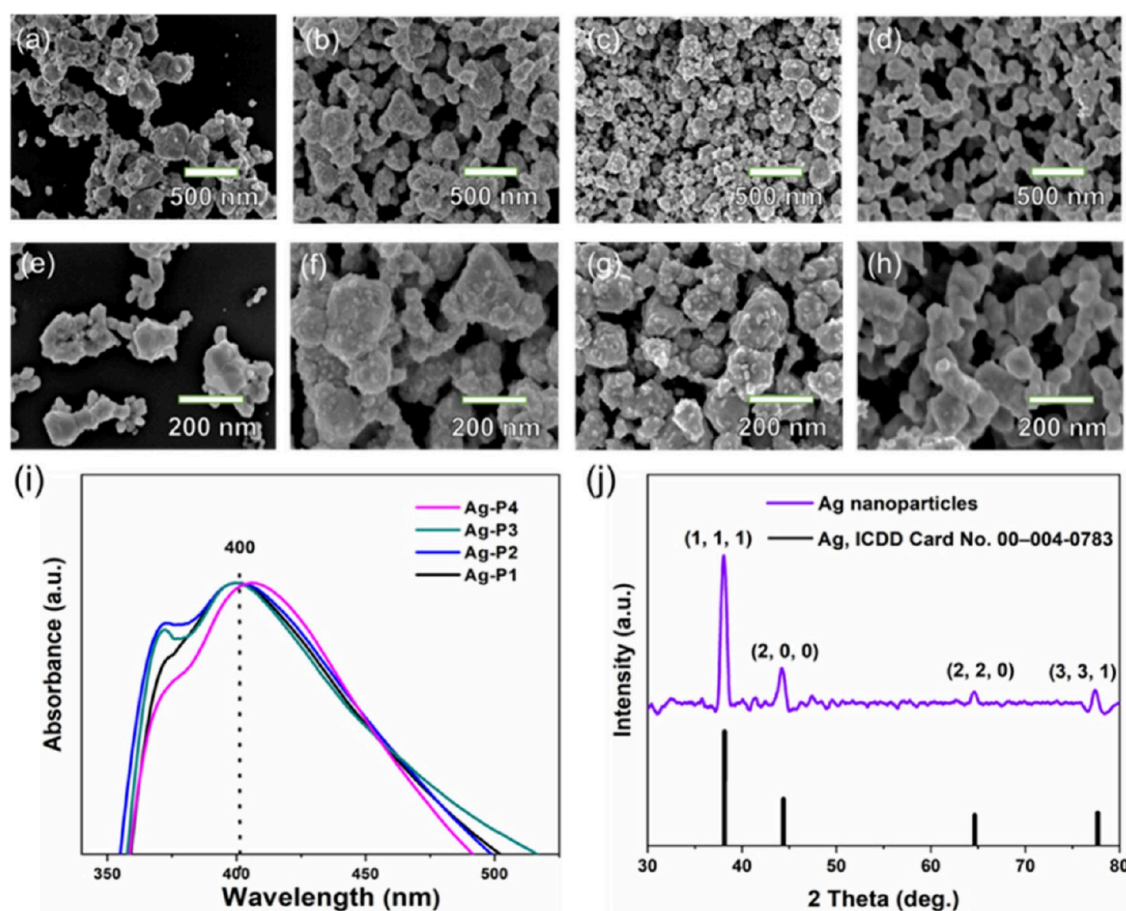 (a)
500 nm
(b)
500 nm
(c)
500 nm
(d)
500 nm
(e)
200 nm
(f)
200 nm
(g)
200 nm
(h)
200 nm
(i)
Ag-P4
Ag-P3
Ag-P2
Ag-P1
400
Absorbance (a.u.)
350 400 450 500
Wavelength (nm)
(j)
Ag nanoparticles
Ag, ICDD Card No. 00–004-0783
(1, 1, 1)
(2, 0, 0)
(2, 2, 0)
(3, 3, 1)
Intensity (a.u.)
30 40 50 60 70 80
2 Theta (deg.)